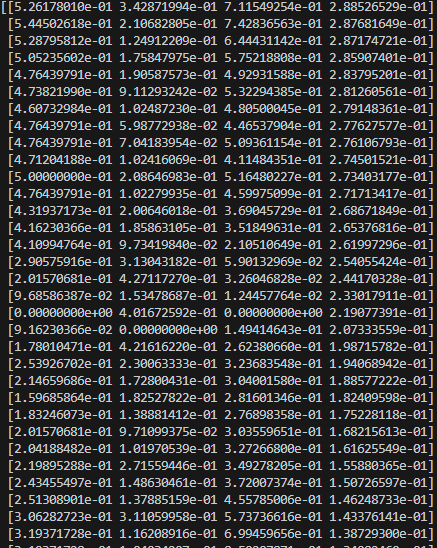 [[5.26178010e-01 3.42871994e-01 7.11549254e-01 2.88526529e-01]
[5.44502618e-01 2.10682805e-01 7.42836563e-01 2.87681649e-01]
[5.28795812e-01 1.24912209e-01 6.44431142e-01 2.87174721e-01]
[5.05235602e-01 1.75847975e-01 5.75218808e-01 2.85907401e-01]
[4.76439791e-01 1.90587573e-01 4.92931588e-01 2.83795201e-01]
[4.73821990e-01 9.11293242e-02 5.32294385e-01 2.81260561e-01]
[4.60732984e-01 1.02487230e-01 4.80500045e-01 2.79148361e-01]
[4.76439791e-01 5.98772938e-02 4.46537904e-01 2.77627577e-01]
[4.76439791e-01 7.04183954e-02 5.09361154e-01 2.76106793e-01]
[4.71204188e-01 1.02416069e-01 4.11484351e-01 2.74501521e-01]
[5.00000000e-01 2.08646983e-01 5.16480227e-01 2.73403177e-01]
[4.76439791e-01 1.02279935e-01 4.59975099e-01 2.71713417e-01]
[4.31937173e-01 2.00646018e-01 3.69045729e-01 2.68671849e-01]
[4.16230366e-01 1.85863105e-01 3.51849631e-01 2.65376816e-01]
[4.10994764e-01 9.73419840e-02 2.10510649e-01 2.61997296e-01]
[2.90575916e-01 3.13043182e-01 5.90132969e-02 2.54055424e-01]
[2.01570681e-01 4.27117270e-01 3.26046828e-02 2.44170328e-01]
[9.68586387e-02 1.53478687e-01 1.24457764e-02 2.33017911e-01]
[0.00000000e+00 4.01672592e-01 0.00000000e+00 2.19077391e-01]
[9.16230366e-02 0.00000000e+00 1.49414643e-01 2.07333559e-01]
[1.78010471e-01 4.21616220e-01 2.62380660e-01 1.98715782e-01]
[2.53926702e-01 2.30063333e-01 3.23683548e-01 1.94068942e-01]
[2.14659686e-01 1.72800431e-01 3.04001580e-01 1.88577222e-01]
[1.59685864e-01 1.82527822e-01 2.81601346e-01 1.82409598e-01]
[1.83246073e-01 1.38881412e-01 2.76898358e-01 1.75228118e-01]
[2.01570681e-01 9.71099375e-02 3.03559651e-01 1.68215613e-01]
[2.04188482e-01 1.01970539e-01 3.27266800e-01 1.61625549e-01]
[2.19895288e-01 2.71559446e-01 3.49278205e-01 1.55880365e-01]
[2.43455497e-01 1.48630461e-01 3.72007374e-01 1.50726597e-01]
[2.51308901e-01 1.37885159e-01 4.55785006e-01 1.46248733e-01]
[3.06282723e-01 3.11059958e-01 5.73736616e-01 1.43376141e-01]
[3.19371728e-01 1.16208916e-01 6.99459656e-01 1.38729300e-01]